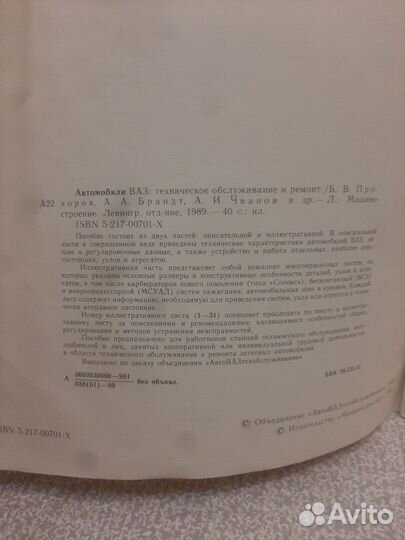 Автомобили ВАЗ: техническое обслуживание и ремонт /Б. В. Про-
А22 хоров, А. А. Брандт, А. И. Чванов и др.— Л.: Машино-
строение. Ленингр. отд-ние, 1989.— 40 с.: ил.
ISBN 5-217-00701-X
Пособие состоит из двух частей: описательной и иллюстративной. В описательной
части в сокращенном виде приведены технические характеристики автомобилей ВАЗ, об-
щие и регулировочные данные, а также устройство и работа отдельных, наиболее
стоящих, узлов и агрегатов.
Иллюстративная часть представляет собой комплект многокрасочных листов, на
которых указаны основные размеры и конструктивные особенности деталей, узлов и агре-
гатов, в том числе карбюраторов нового поколения (типа «Солекс»), бесконтактной (БСЗ)
и микропроцессорной (МСУАД) систем зажигания, автомобильных шин и кузовов. Каждый
лист содержит информацию, необходимую для приведения систем, узла или агрегата в техни-
чески исправное состояние.
Номер иллюстративного листа (1—31) позволяет проследить по тексту и
тивному листу за пояснениями и рекомендациями, касающимися особенностей сборки,
регулирования и методов устранения неисправностей.
Пособие предназначено для работников станций технического обслуживания, авто-
любителей и лиц, занятых кооперативной или индивидуальной трудовой деятельностью
в области технического обслуживания и ремонта легковых автомобилей.
Выпущено по заказу объединения «АвтоВАЗтехобслуживание»
А 3603030000—981
038(01)—89 без объявл.
ББК
ISBN 5-217-00701-X
© Объединение «АвтоВАЗтехобслуживание»
© Издательство «Машиностроение»
Avito